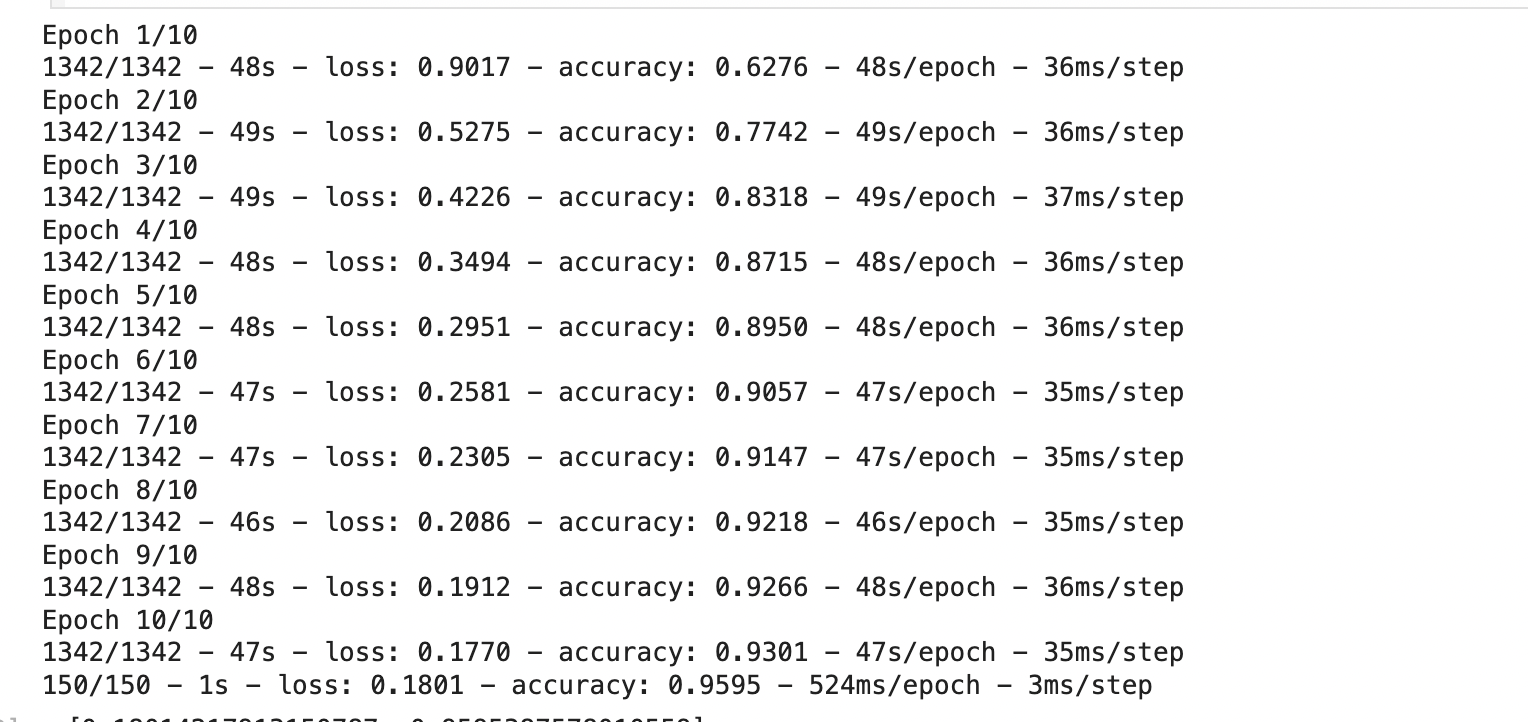 Epoch 1/10
1342/1342 – 48s – loss: 0.9017 – accuracy: 0.6276 – 48s/epoch – 36ms/step
Epoch 2/10
1342/1342 – 49s – loss: 0.5275 – accuracy: 0.7742 – 49s/epoch – 36ms/step
Epoch 3/10
1342/1342 – 49s – loss: 0.4226 – accuracy: 0.8318 – 49s/epoch – 37ms/step
Epoch 4/10
1342/1342 – 48s – loss: 0.3494 – accuracy: 0.8715 – 48s/epoch – 36ms/step
Epoch 5/10
1342/1342 – 48s – loss: 0.2951 – accuracy: 0.8950 – 48s/epoch – 36ms/step
Epoch 6/10
1342/1342 – 47s – loss: 0.2581 – accuracy: 0.9057 – 47s/epoch – 35ms/step
Epoch 7/10
1342/1342 – 47s – loss: 0.2305 – accuracy: 0.9147 – 47s/epoch – 35ms/step
Epoch 8/10
1342/1342 – 46s – loss: 0.2086 – accuracy: 0.9218 – 46s/epoch – 35ms/step
Epoch 9/10
1342/1342 – 48s – loss: 0.1912 – accuracy: 0.9266 – 48s/epoch – 36ms/step
Epoch 10/10
1342/1342 – 47s – loss: 0.1770 – accuracy: 0.9301 – 47s/epoch – 35ms/step
150/150 – 1s – loss: 0.1801 – accuracy: 0.9595 – 524ms/epoch – 3ms/step